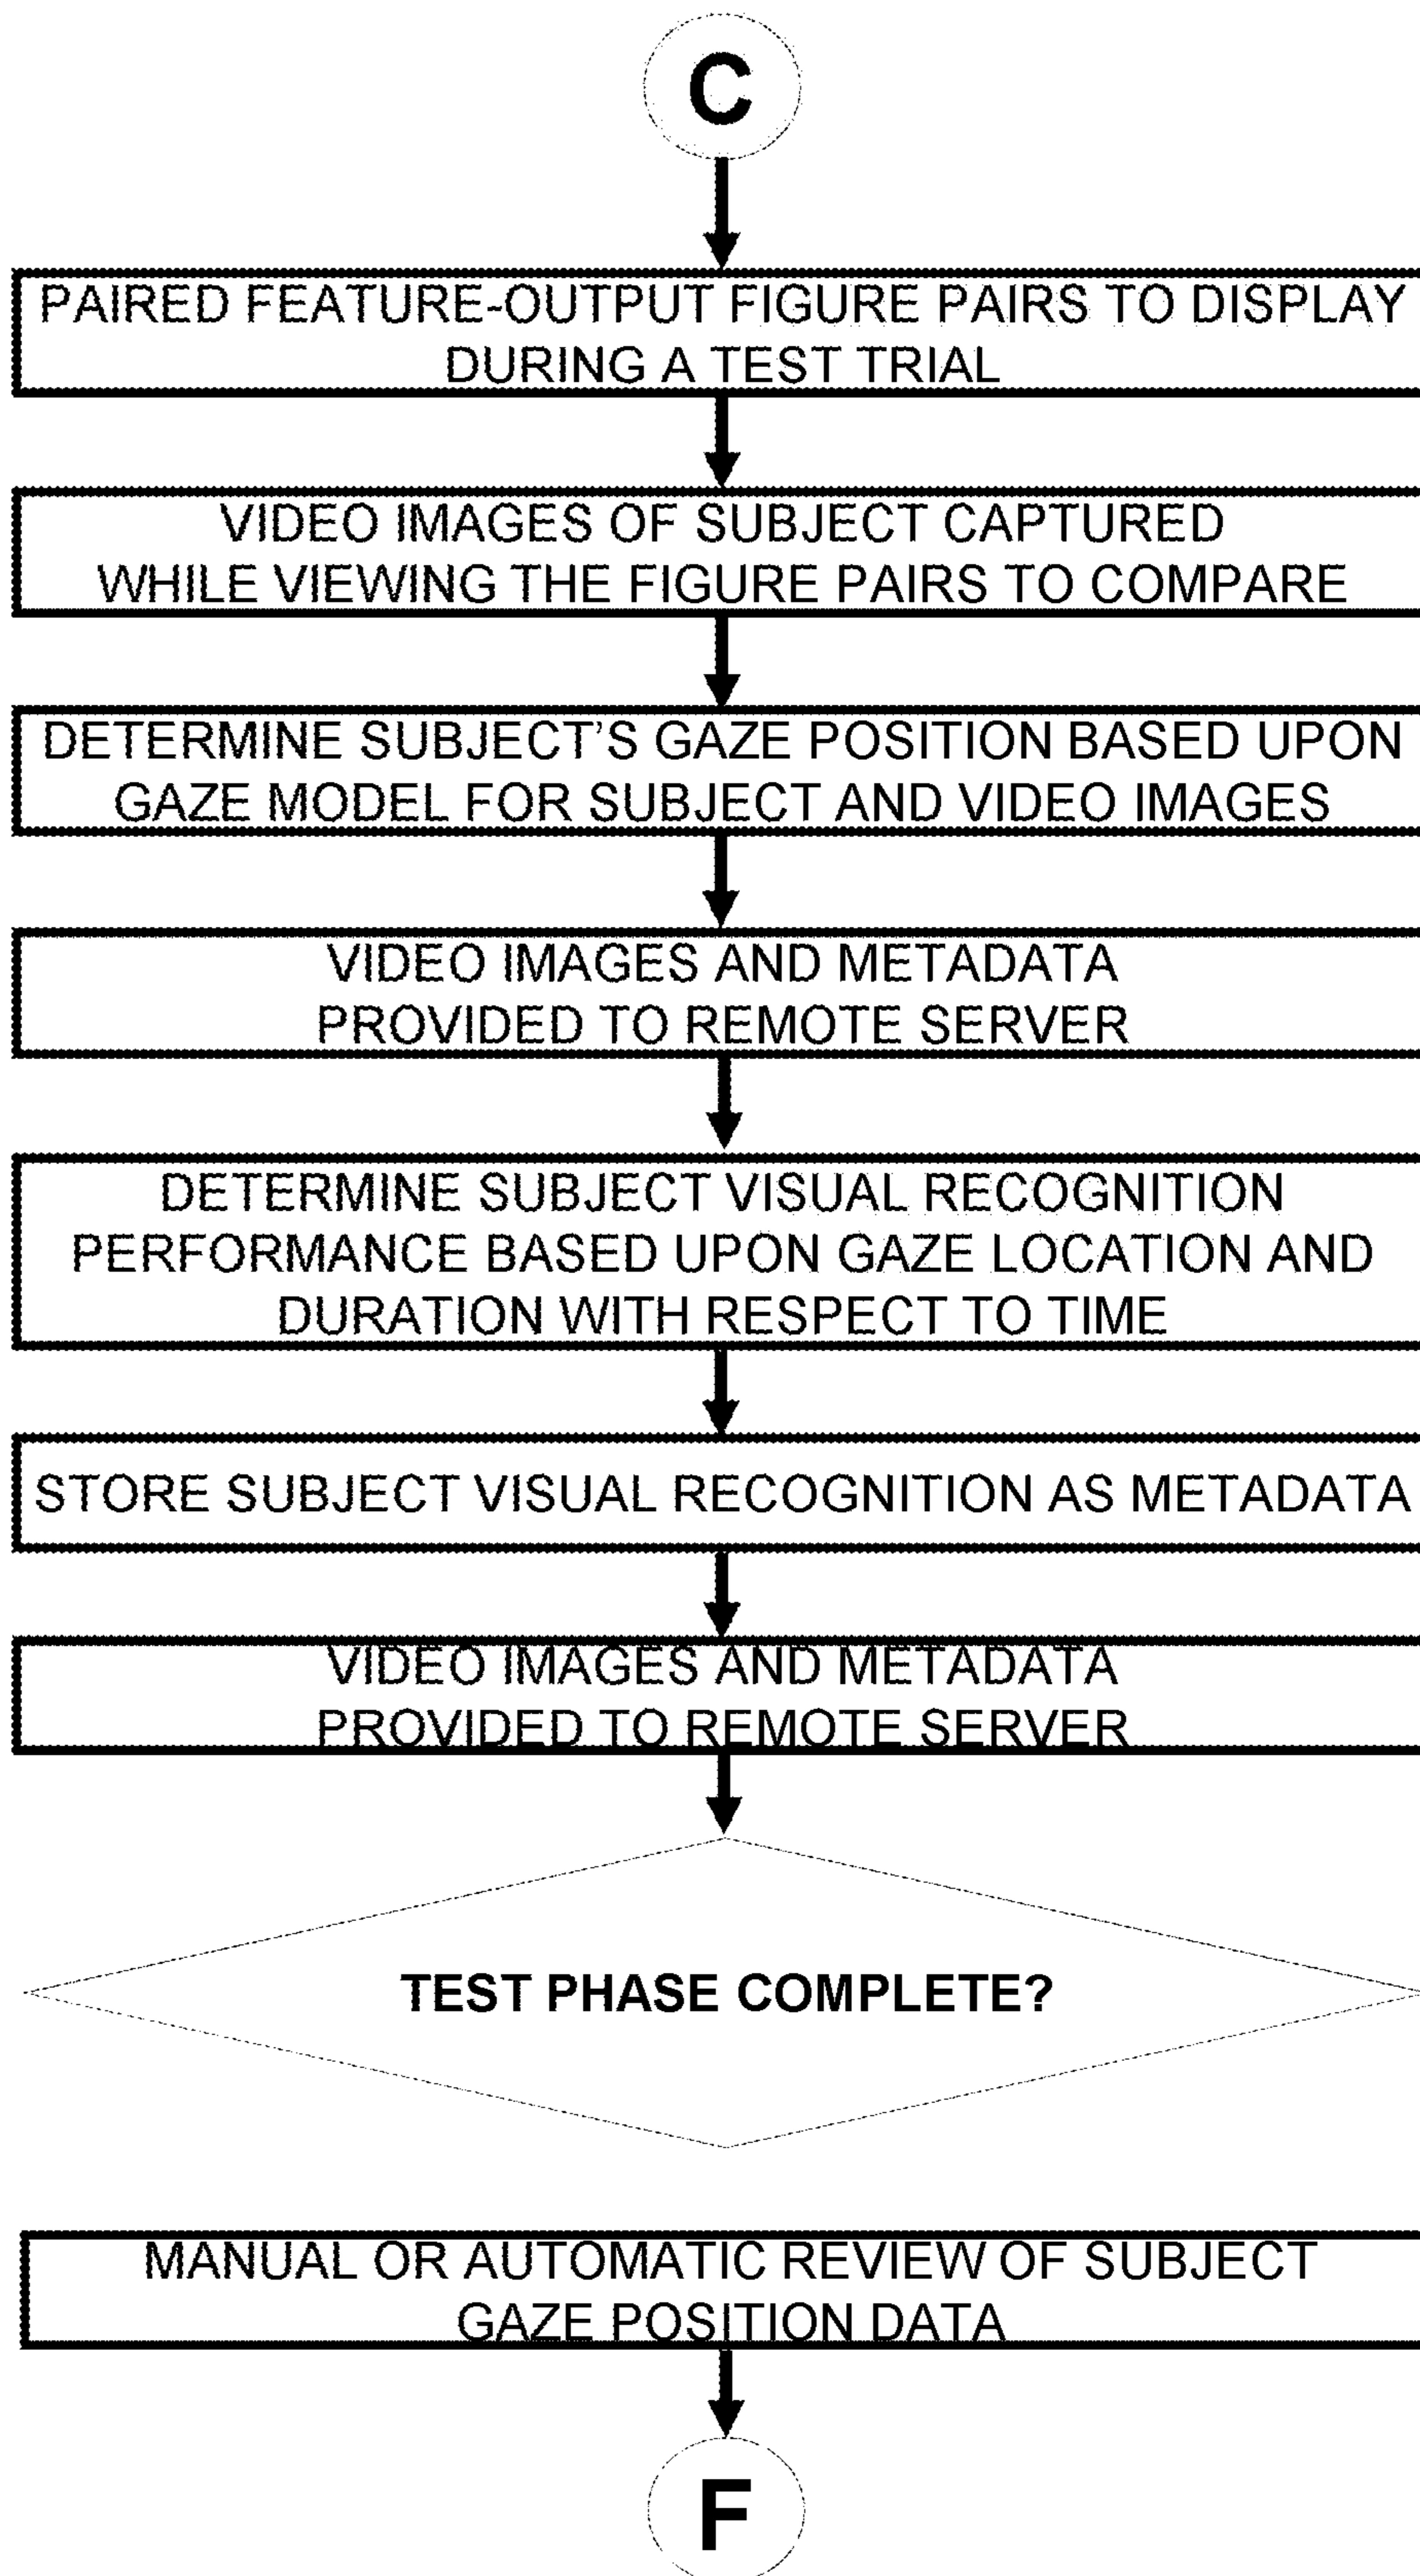 C
PAIRED FEATURE-OUTPUT FIGURE PAIRS TO DISPLAY
DURING A TEST TRIAL
VIDEO IMAGES OF SUBJECT CAPTURED
WHILE VIEWING THE FIGURE PAIRS TO COMPARE
DETERMINE SUBJECT'S GAZE POSITION BASED UPON
GAZE MODEL FOR SUBJECT AND VIDEO IMAGES
VIDEO IMAGES AND METADATA
PROVIDED TO REMOTE SERVER
DETERMINE SUBJECT VISUAL RECOGNITION
PERFORMANCE BASED UPON GAZE LOCATION AND
DURATION WITH RESPECT TO TIME
STORE SUBJECT VISUAL RECOGNITION AS METADATA
VIDEO IMAGES AND METADATA
PROVIDED TO REMOTE SERVER
TEST PHASE COMPLETE?
MANUAL OR AUTOMATIC REVIEW OF SUBJECT
GAZE POSITION DATA
F